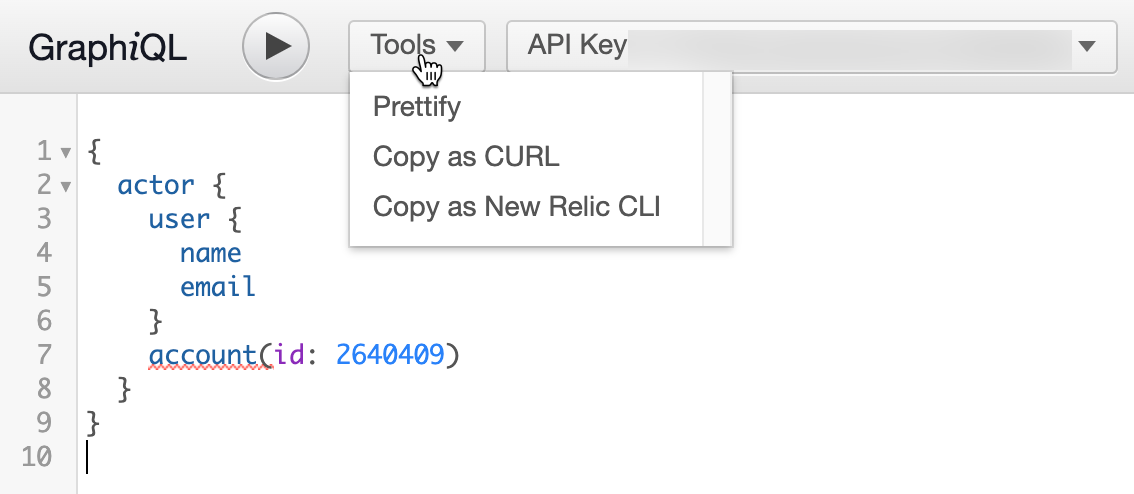 GraphiQL Tools API Key
Prettify
Copy as CURL
Copy as New Relic CLI
1 {
2 actor {
3 user {
4 name
5 email
6 }
7 account(id: 2640409)
8 }
9 }
10